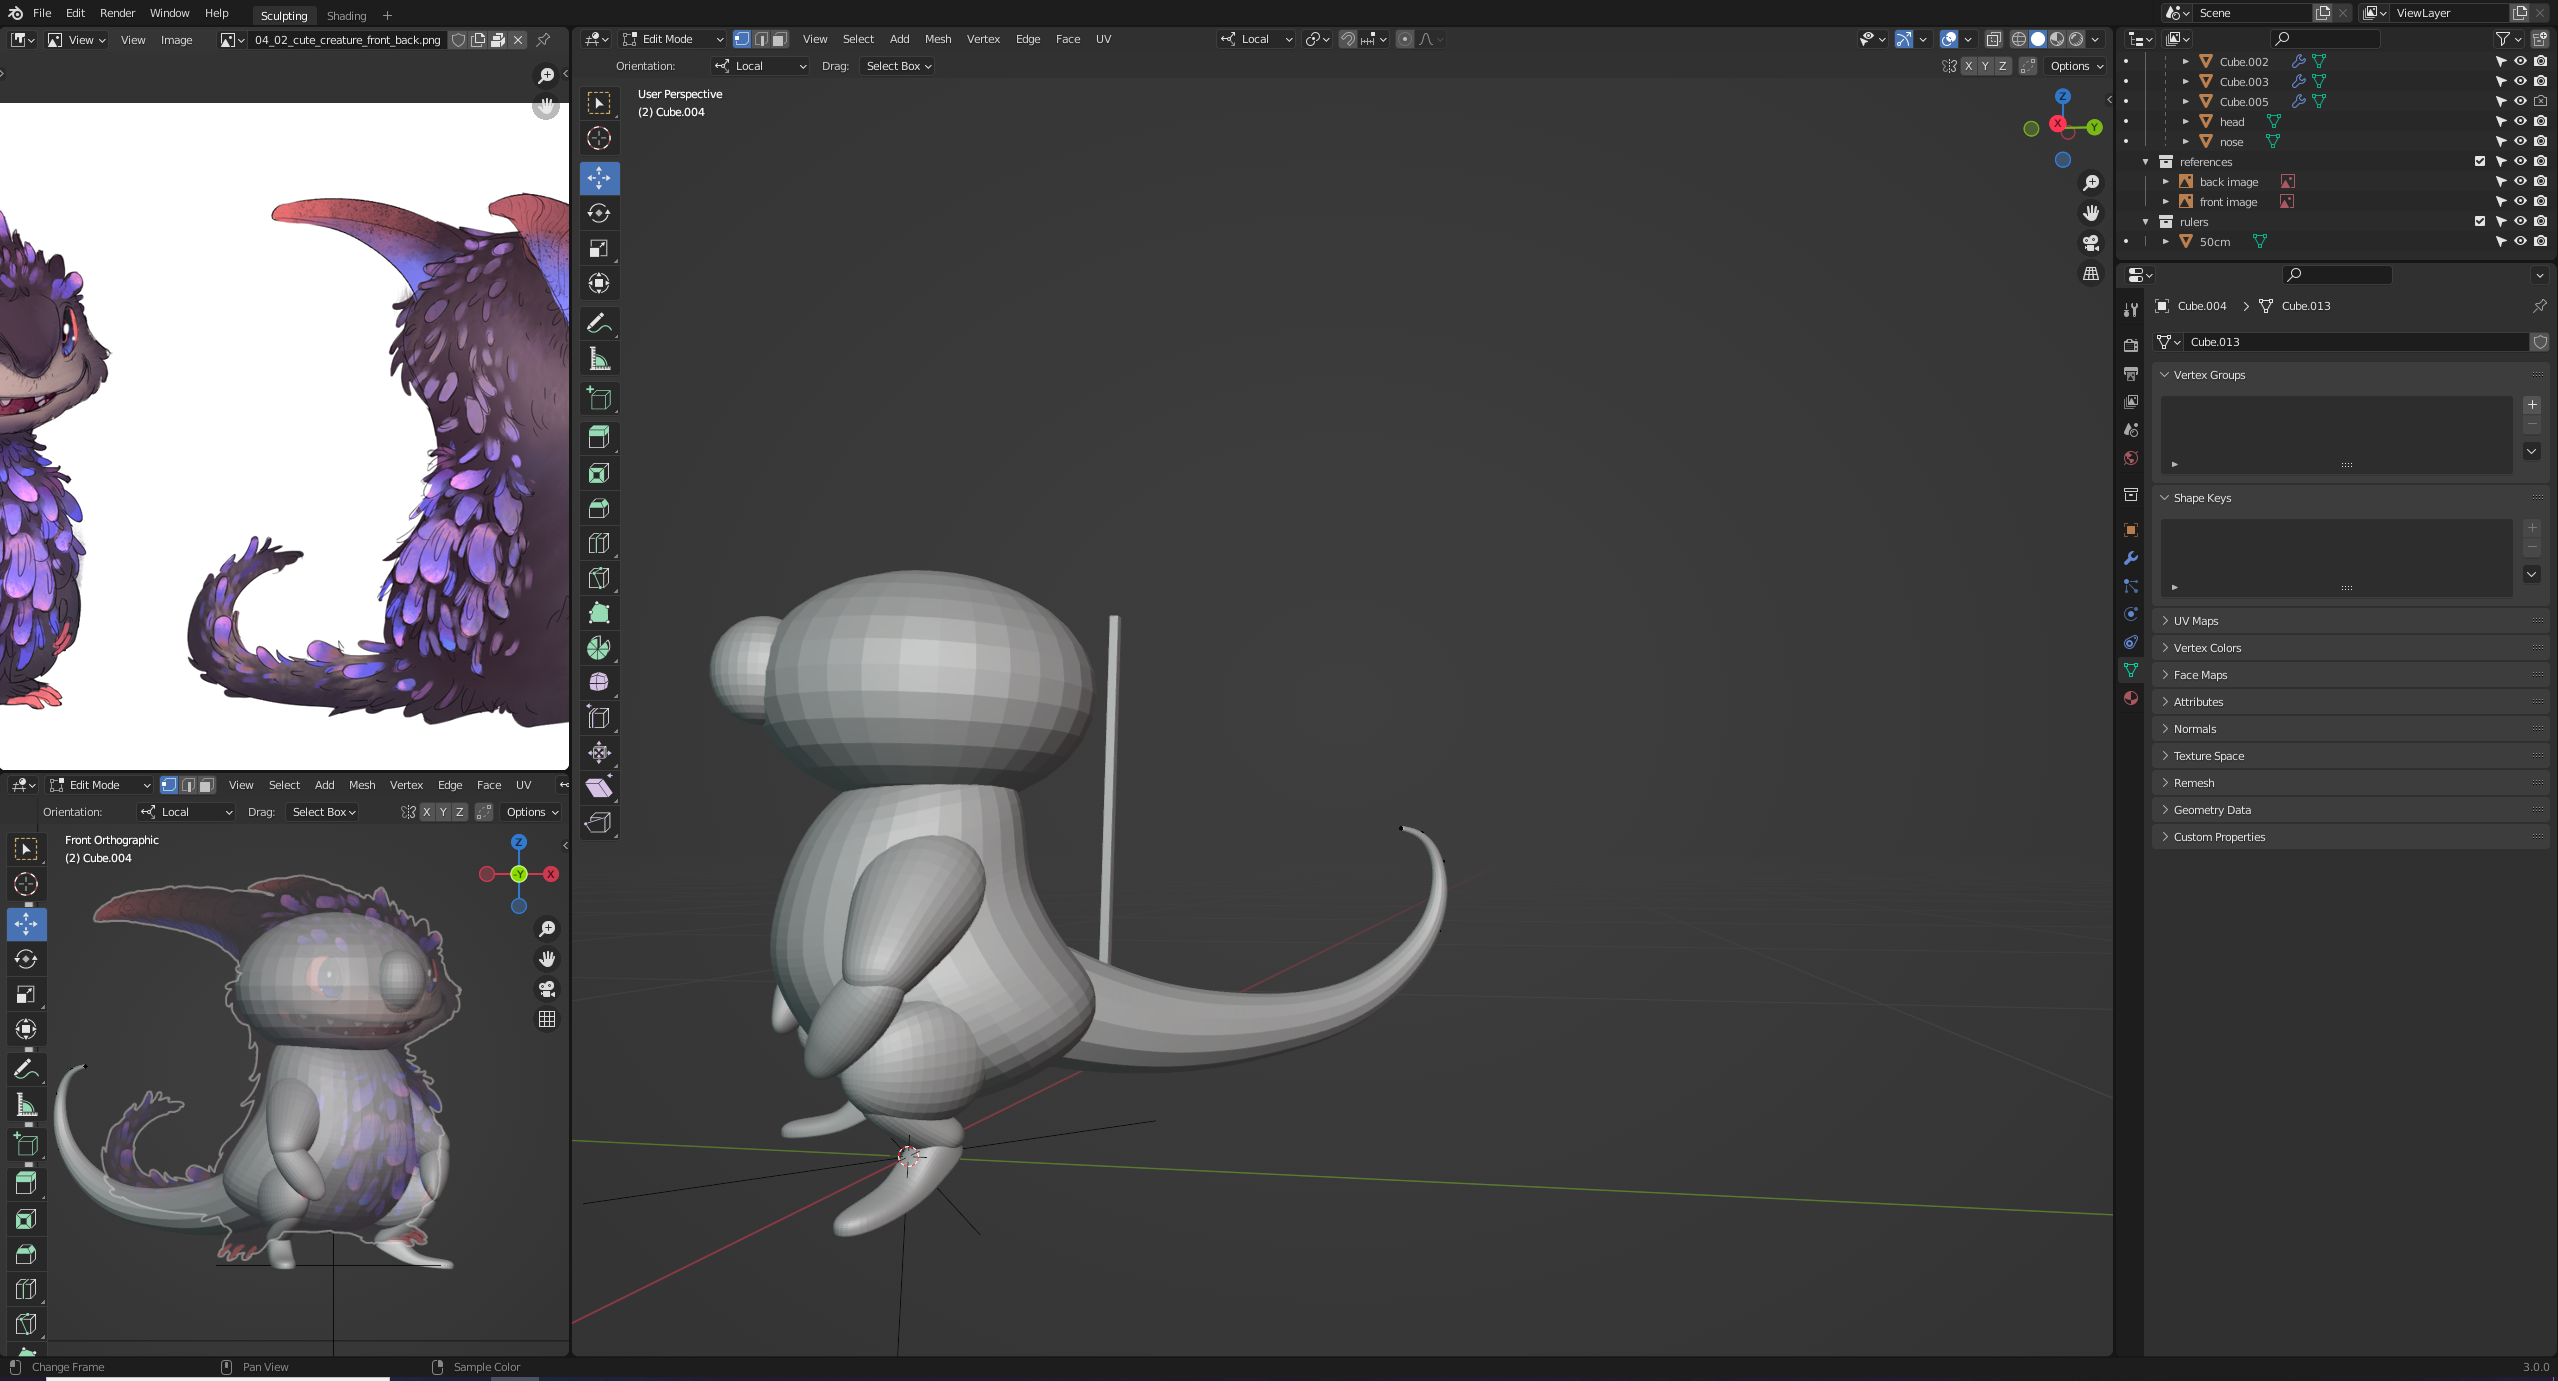 File Edit Render Window Help Sculpting Shading + Scene ViewLayer
View View Image 04_02_cute_creature_front_back.png
Edit Mode View Select Add Mesh Vertex Edge Face UV Local
Orientation: Local Drag: Select Box X Y Z Options
User Perspective
(2) Cube.004
Z
X Y
Cube.002
Cube.003
Cube.005
head
nose
references
back image
front image
rulers
50cm
Cube.004 > Cube.013
Cube.013
Vertex Groups
Shape Keys
UV Maps
Vertex Colors
Face Maps
Attributes
Normals
Texture Space
Remesh
Geometry Data
Custom Properties
Edit Mode View Select Add Mesh Vertex Edge Face UV
Orientation: Local Drag: Select Box X Y Z Options
Front Orthographic
(2) Cube.004
Z
-Y X
Change Frame Pan View Sample Color 3.0.0